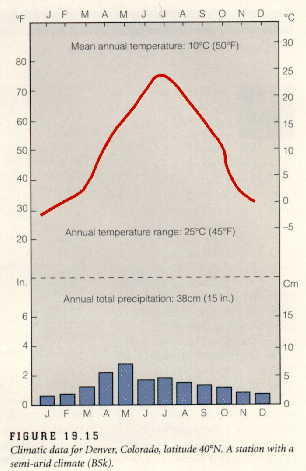 J F M A M J J A S O N D
°F
°C
Mean annual temperature: 10°C (50°F)
30
80
25
70
20
60
15
50
10
40
5
30
0
20
–5
Annual temperature range: 25°C (45°F)
In.
Cm
Annual total precipitation: 38cm (15 in.)
6
15
4
10
2
5
0
0
J F M A M J J A S O N D
FIGURE 19.15
Climatic data for Denver, Colorado, latitude 40°N. A station with a
semi-arid climate (BSk).